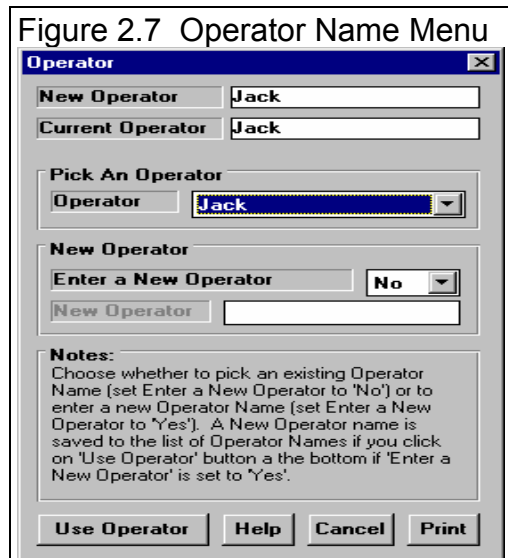 Figure 2.7 Operator Name Menu
Operator
New Operator Jack
Current Operator Jack
Pick An Operator
Operator Jack
New Operator
Enter a New Operator No
New Operator
Notes:
Choose whether to pick an existing Operator
Name (set Enter a New Operator to 'No') or to
enter a new Operator Name (set Enter a New
Operator to 'Yes'). A New Operator name is
saved to the list of Operator Names if you click
on 'Use Operator' button a the bottom if 'Enter a
New Operator' is set to 'Yes'.
Use Operator Help Cancel Print